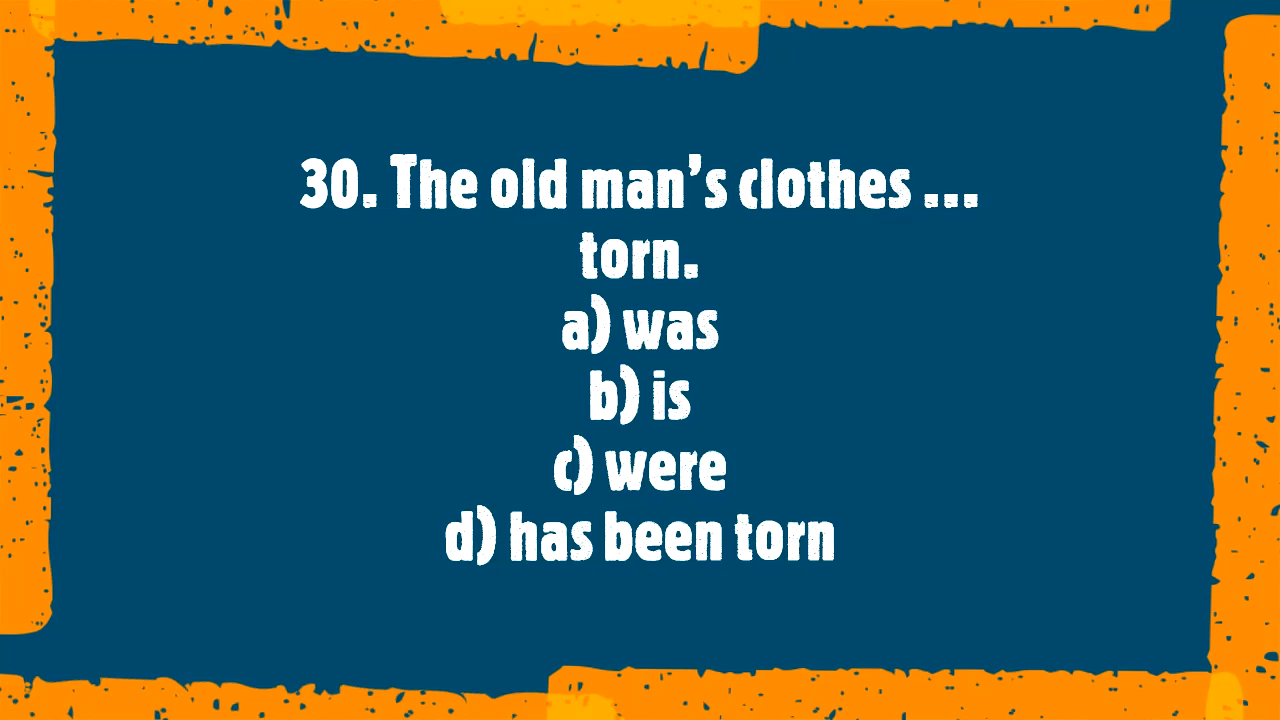 30. The old man’s clothes ...
torn.
a) was
b) is
c) were
d) has been torn